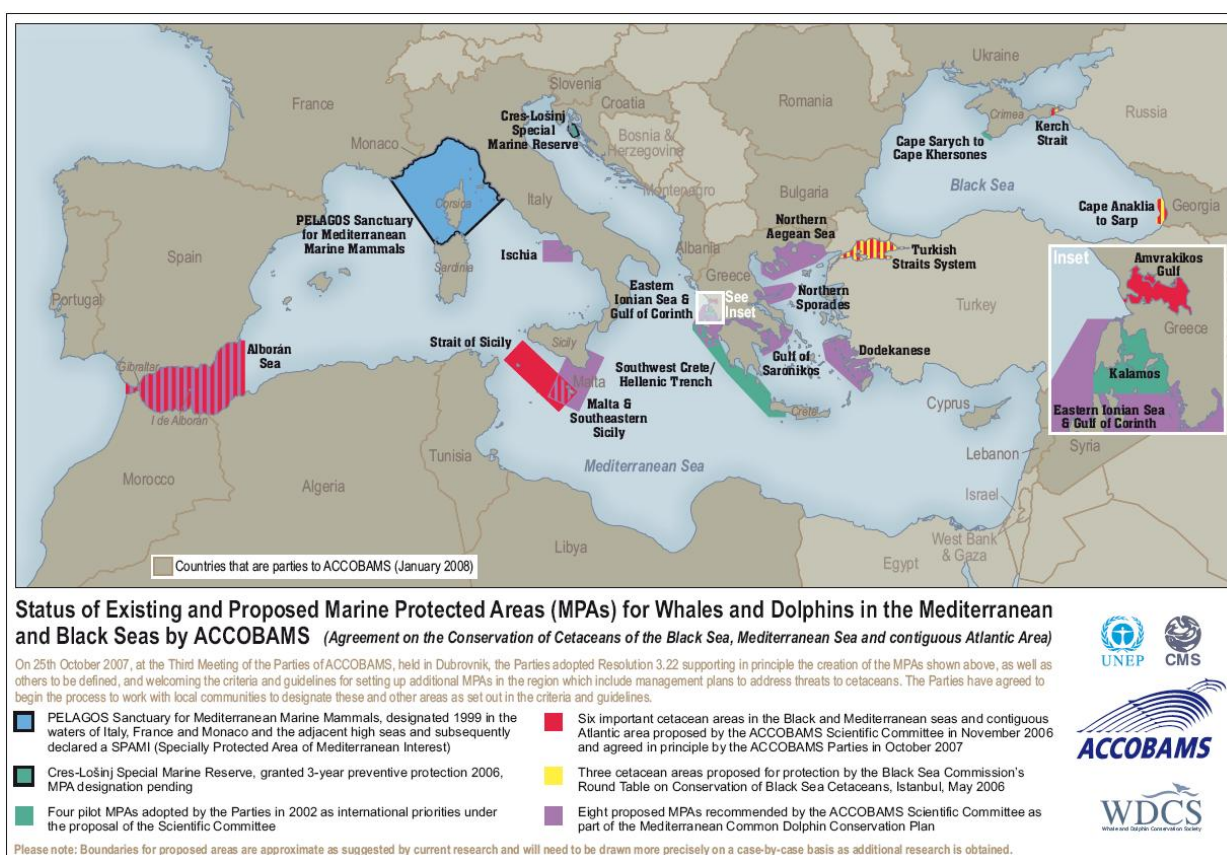 Ukraine
Slovenia
France
Croatia
Romania
Russia
Cres-Lošinj
Special
Marine Reserve
Crimea
Bosnia &
Herzegovine
Cape Sarych to
Cape Khersones
Kerch
Strait
Monaco
Montenegro
Black Sea
Corsica
Italy
Bulgaria
Cape Anaklia
to Sarp
Georgia
PELAGOS Sanctuary
for Mediterranean
Marine Mammals
Northern
Aegean Sea
Albania
Spain
Ischia
Turkish
Straits System
Inset
Amvrakikos
Gulf
Sardinia
Greece
Eastern
Ionian Sea &
Gulf of Corinth
See
Inset
Northern
Sporades
Portugal
Turkey
Greece
Strait of Sicily
Sicily
Alborán
Sea
Gibraltar
Gulf of
Saronikos
Dodekanese
Kalamos
Southwest Crete/
Hellenic Trench
Malta
Malta &
Southeastern
Sicily
Crete
Cyprus
Eastern Ionian Sea
& Gulf of Corinth
I de Alborán
Lebanon
Syria
Tunisia
Mediterranean Sea
Morocco
Algeria
Israel
West Bank
& Gaza
Libya
Egypt
Countries that are parties to ACCOBAMS (January 2008)
Status of Existing and Proposed Marine Protected Areas (MPAs) for Whales and Dolphins in the Mediterranean
and Black Seas by ACCOBAMS (Agreement on the Conservation of Cetaceans of the Black Sea, Mediterranean Sea and contiguous Atlantic Area)
On 25th October 2007, at the Third Meeting of the Parties of ACCOBAMS, held in Dubrovnik, the Parties adopted Resolution 3.22 supporting in principle the creation of the MPAs shown above, as well as
others to be defined, and welcoming the criteria and guidelines for setting up additional MPAs in the region which include management plans to address threats to cetaceans. The Parties have agreed to
begin the process to work with local communities to designate these and other areas as set out in the criteria and guidelines.
PELAGOS Sanctuary for Mediterranean Marine Mammals, designated 1999 in the
waters of Italy, France and Monaco and the adjacent high seas and subsequently
declared a SPAMI (Specially Protected Area of Mediterranean Interest)
Cres-Lošinj Special Marine Reserve, granted 3-year preventive protection 2006,
MPA designation pending
Four pilot MPAs adopted by the Parties in 2002 as international priorities under
the proposal of the Scientific Committee
Six important cetacean areas in the Black and Mediterranean seas and contiguous
Atlantic area proposed by the ACCOBAMS Scientific Committee in November 2006
and agreed in principle by the ACCOBAMS Parties in October 2007
Three cetacean areas proposed for protection by the Black Sea Commission's
Round Table on Conservation of Black Sea Cetaceans, Istanbul, May 2006
Eight proposed MPAs recommended by the ACCOBAMS Scientific Committee as
part of the Mediterranean Common Dolphin Conservation Plan
Please note: Boundaries for proposed areas are approximate as suggested by current research and will need to be drawn more precisely on a case-by-case basis as additional research is obtained.
UNEP
CMS
ACCOBAMS
WDCS
Whale and Dolphin Conservation Society